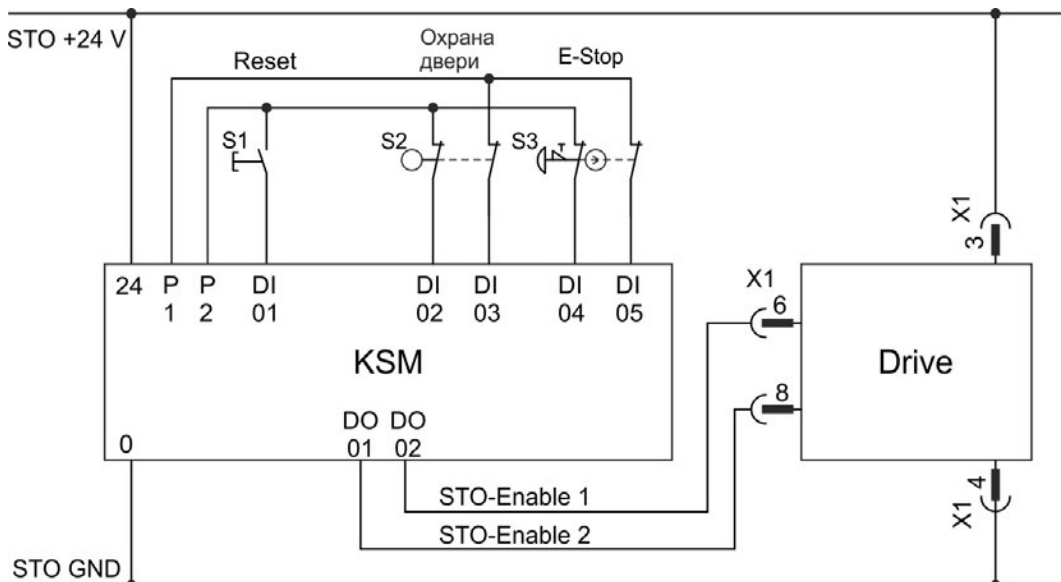 STO +24 V
Reset
Охрана
двери
E-Stop
S1
S2
S3
24 P P DI DI DI DI DI
1 2 01 02 03 04 05
KSM
DO DO
01 02
0
X1
3
X1
6
8
Drive
4
X1
STO-Enable 1
STO-Enable 2
STO GND